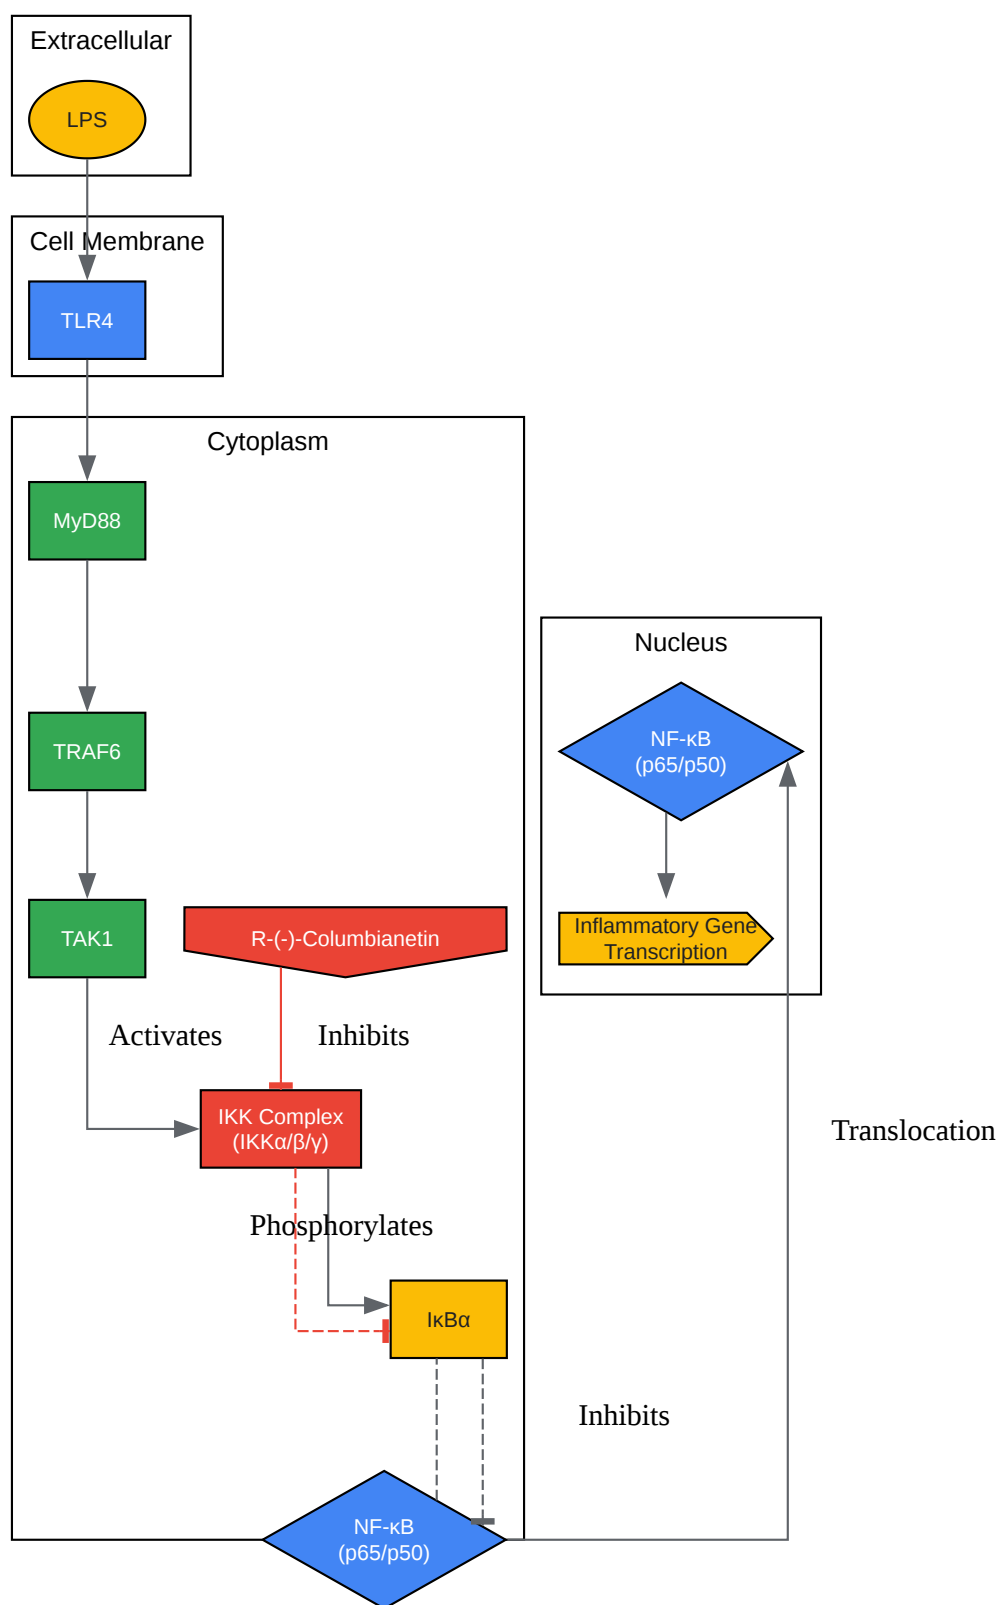 Extracellular
LPS
Cell Membrane
TLR4
Cytoplasm
MyD88
Nucleus
NF-κB
(p65/p50)
TRAF6
TAK1
R-(-)-Columbianetin
Inflammatory Gene
Transcription
Activates
Inhibits
IKK Complex
(IKKα/β/γ)
Translocation
Phosphorylates
IκBα
Inhibits
NF-κB
(p65/p50)